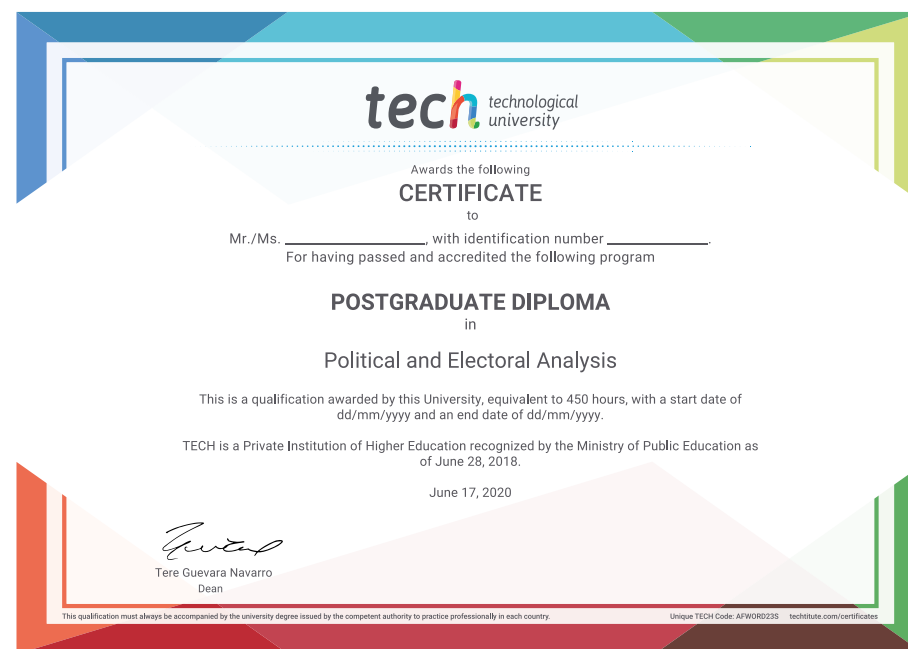 tech technological
university
Awards the following
CERTIFICATE
to
Mr./Ms. ____________________, with identification number ______________.
For having passed and accredited the following program
POSTGRADUATE DIPLOMA
in
Political and Electoral Analysis
This is a qualification awarded by this University, equivalent to 450 hours, with a start date of
dd/mm/yyyy and an end date of dd/mm/yyyy.
TECH is a Private Institution of Higher Education recognized by the Ministry of Public Education as
of June 28, 2018.
June 17, 2020
Tere Guevara Navarro
Dean
This qualification must always be accompanied by the university degree issued by the competent authority to practice professionally in each country.
Unique TECH Code: AFWORD23S techtitute.com/certificates